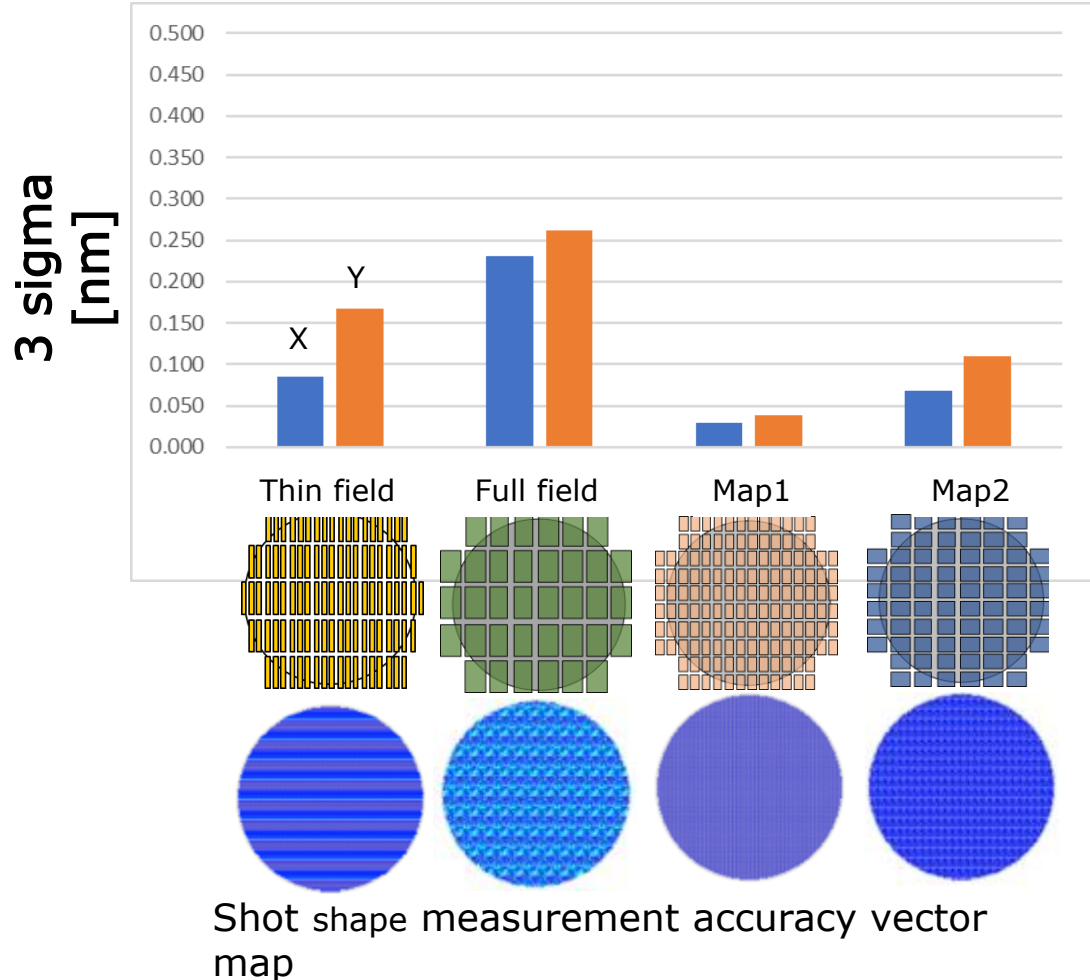 0.500
0.450
0.400
0.350
0.300
0.250
0.200
0.150
0.100
0.050
0.000
3 sigma
[nm]
X
Y
Thin field Full field Map1 Map2
Shot shape measurement accuracy vector
map